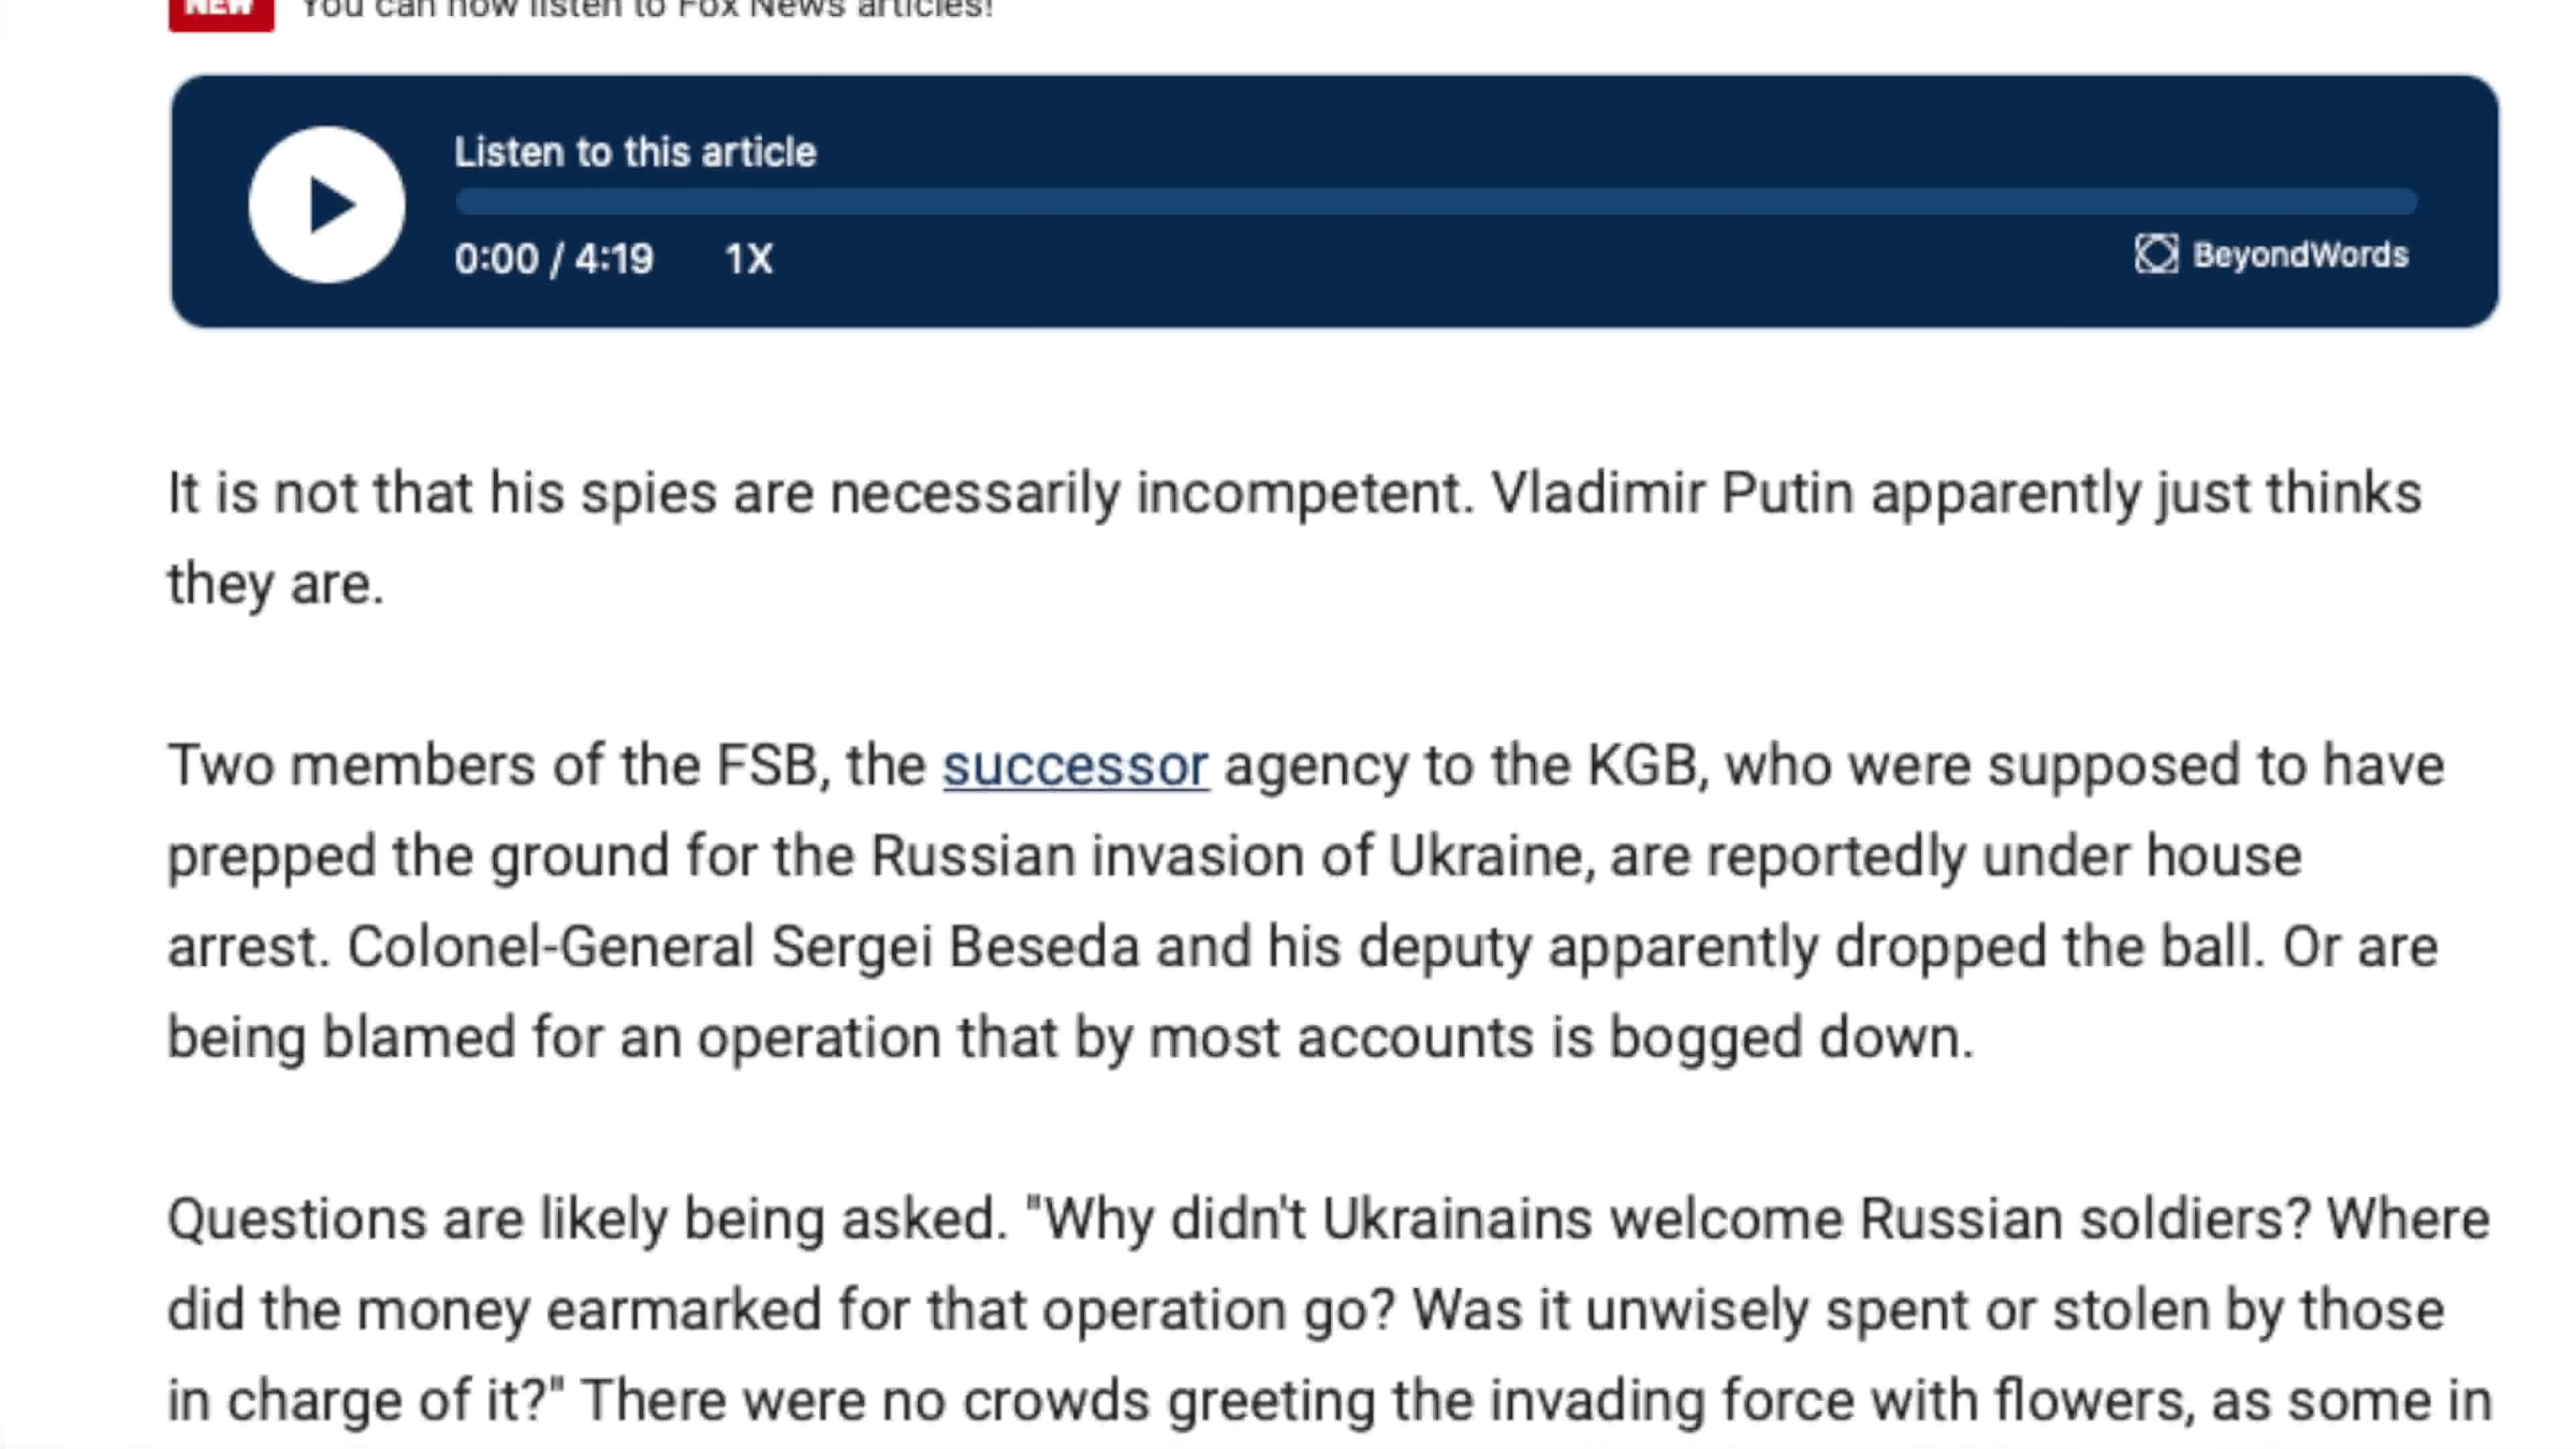 NEW You can now listen to Fox News articles!
Listen to this article
0:00 / 4:19 1X BeyondWords
It is not that his spies are necessarily incompetent. Vladimir Putin apparently just thinks
they are.
Two members of the FSB, the successor agency to the KGB, who were supposed to have
prepped the ground for the Russian invasion of Ukraine, are reportedly under house
arrest. Colonel-General Sergei Beseda and his deputy apparently dropped the ball. Or are
being blamed for an operation that by most accounts is bogged down.
Questions are likely being asked. "Why didn't Ukrainains welcome Russian soldiers? Where
did the money earmarked for that operation go? Was it unwisely spent or stolen by those
in charge of it?" There were no crowds greeting the invading force with flowers, as some in